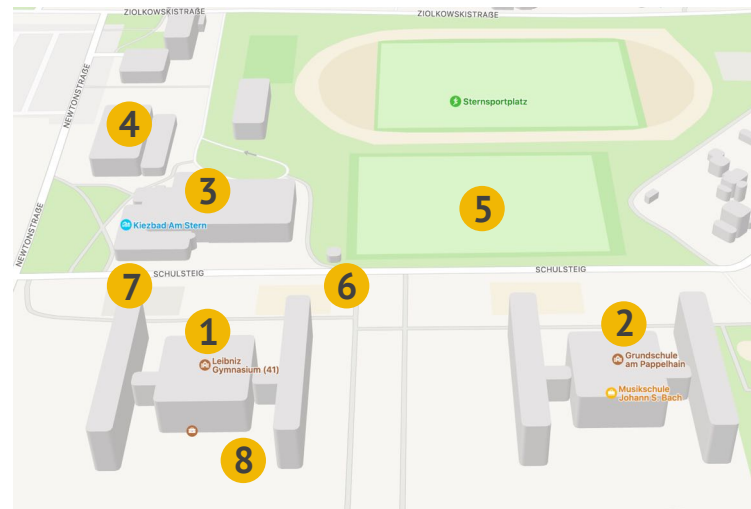 ZIOLKOWSKISTRAßE
ZIOLKOWSKISTRAßE
NEWTONSTRAßE
Sternsportplatz
4
3
5
Kiezbad Am Stern
NEWTONSTRAßE
SCHULSTEIG
SCHULSTEIG
7
6
1
2
Leibniz
Gymnasium (41)
Grundschule
am Pappelhain
Musikschule
Johann-S.-Bach
8